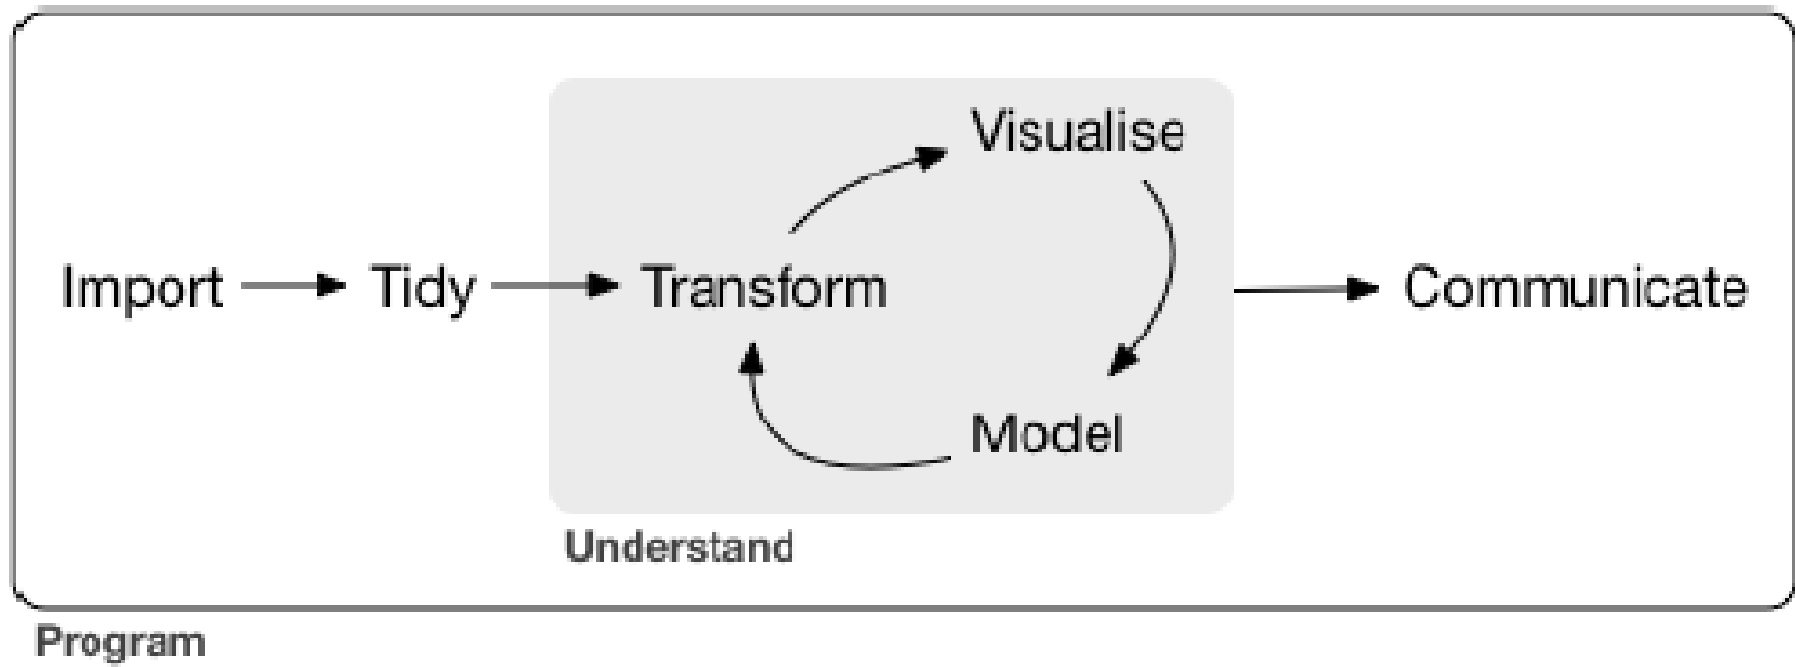 Visualise
Import Tidy Transform Communicate
Model
Understand
Program